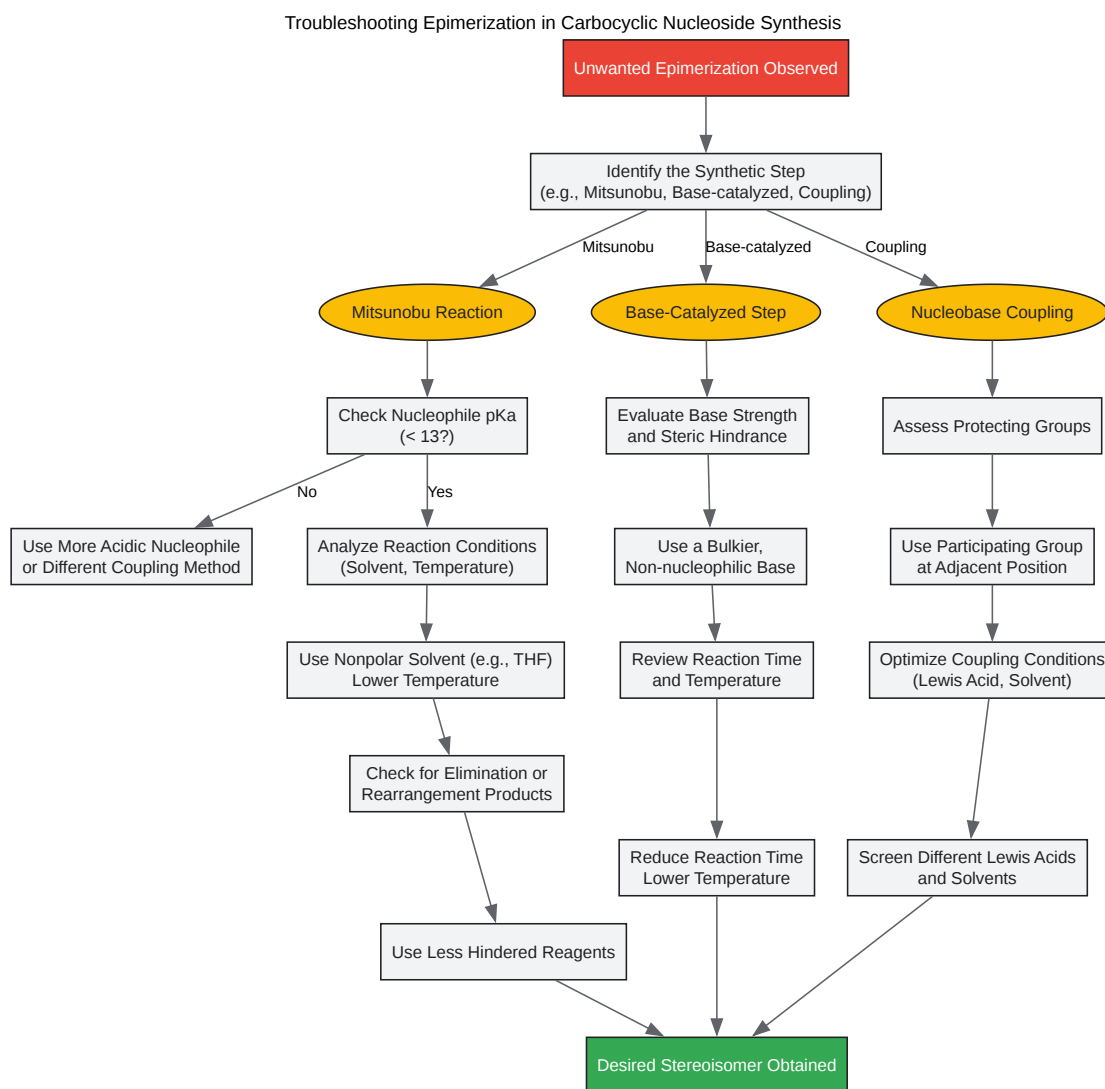 Troubleshooting Epimerization in Carbocyclic Nucleoside Synthesis
Unwanted Epimerization Observed
Identify the Synthetic Step
(e.g., Mitsunobu, Base-catalyzed, Coupling)
Mitsunobu
Base-catalyzed
Coupling
Mitsunobu Reaction
Base-Catalyzed Step
Nucleobase Coupling
Check Nucleophile pKa
(< 13?)
Evaluate Base Strength
and Steric Hindrance
Assess Protecting Groups
No
Yes
Use More Acidic Nucleophile
or Different Coupling Method
Analyze Reaction Conditions
(Solvent, Temperature)
Use a Bulkier,
Non-nucleophilic Base
Use Participating Group
at Adjacent Position
Use Nonpolar Solvent (e.g., THF)
Lower Temperature
Review Reaction Time
and Temperature
Optimize Coupling Conditions
(Lewis Acid, Solvent)
Check for Elimination or
Rearrangement Products
Reduce Reaction Time
Lower Temperature
Screen Different Lewis Acids
and Solvents
Use Less Hindered Reagents
Desired Stereoisomer Obtained